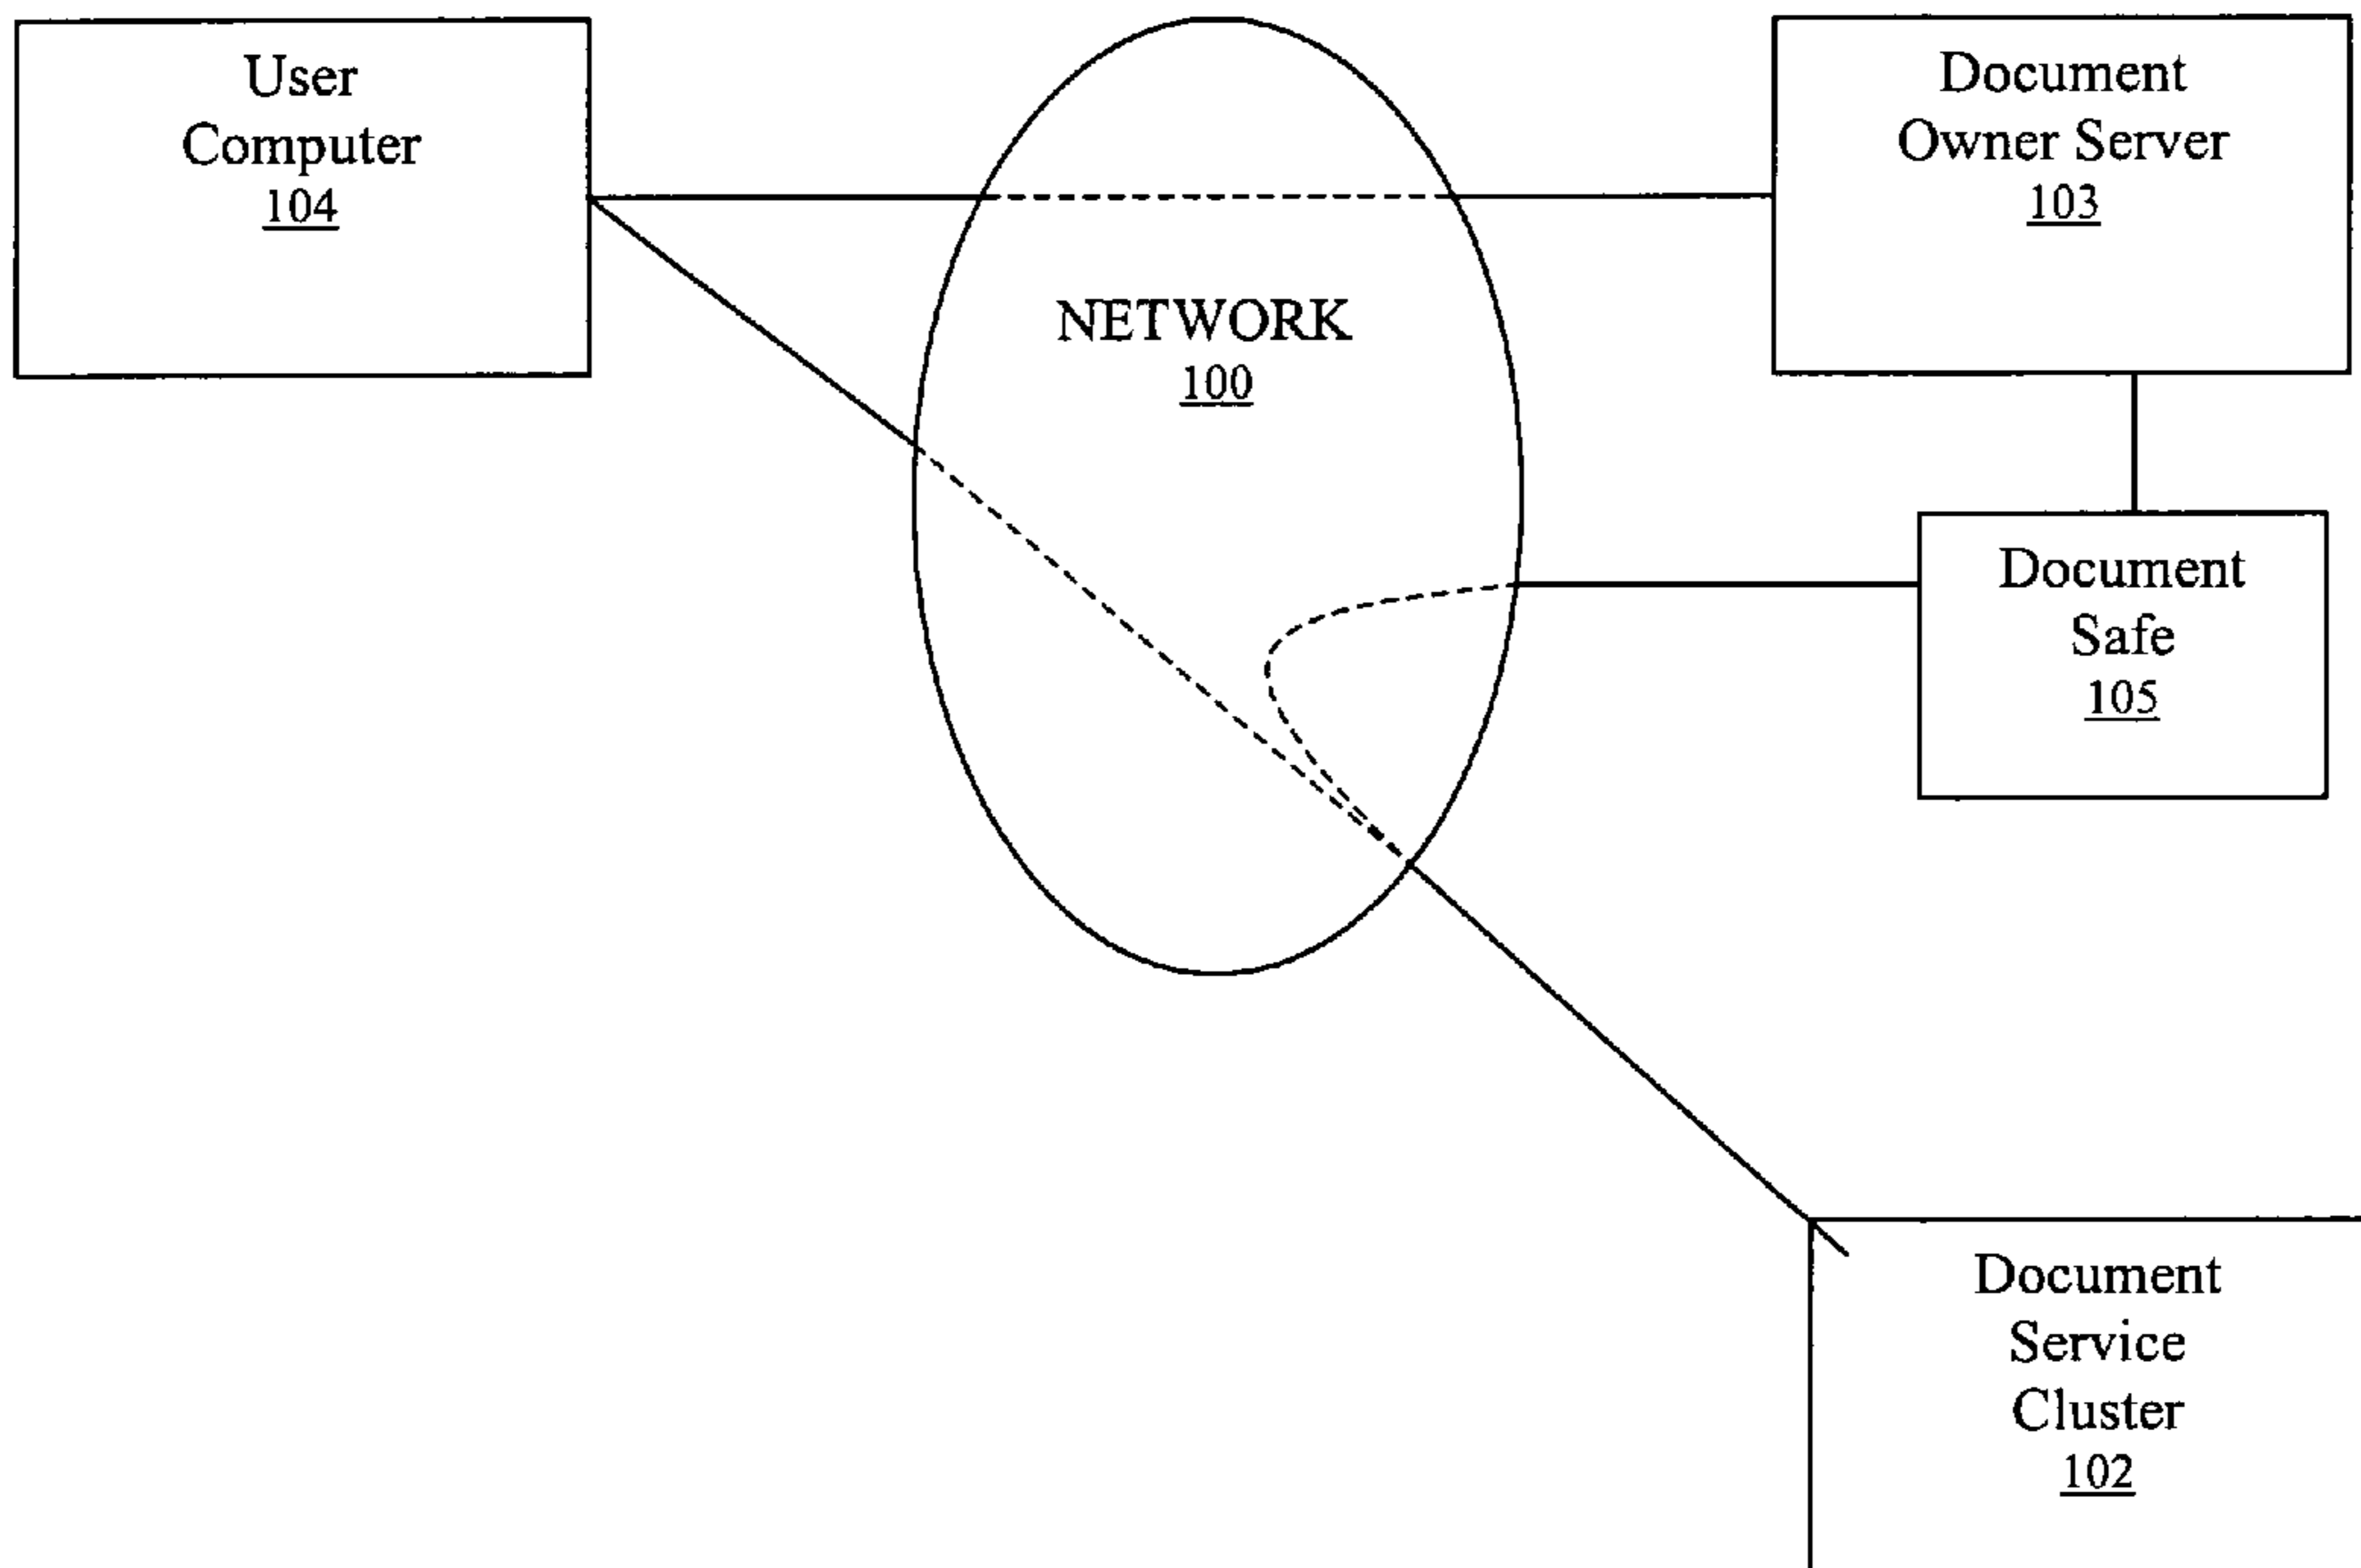 User
Computer
104
NETWORK
100
Document
Owner Server
103
Document
Safe
105
Document
Service
Cluster
102